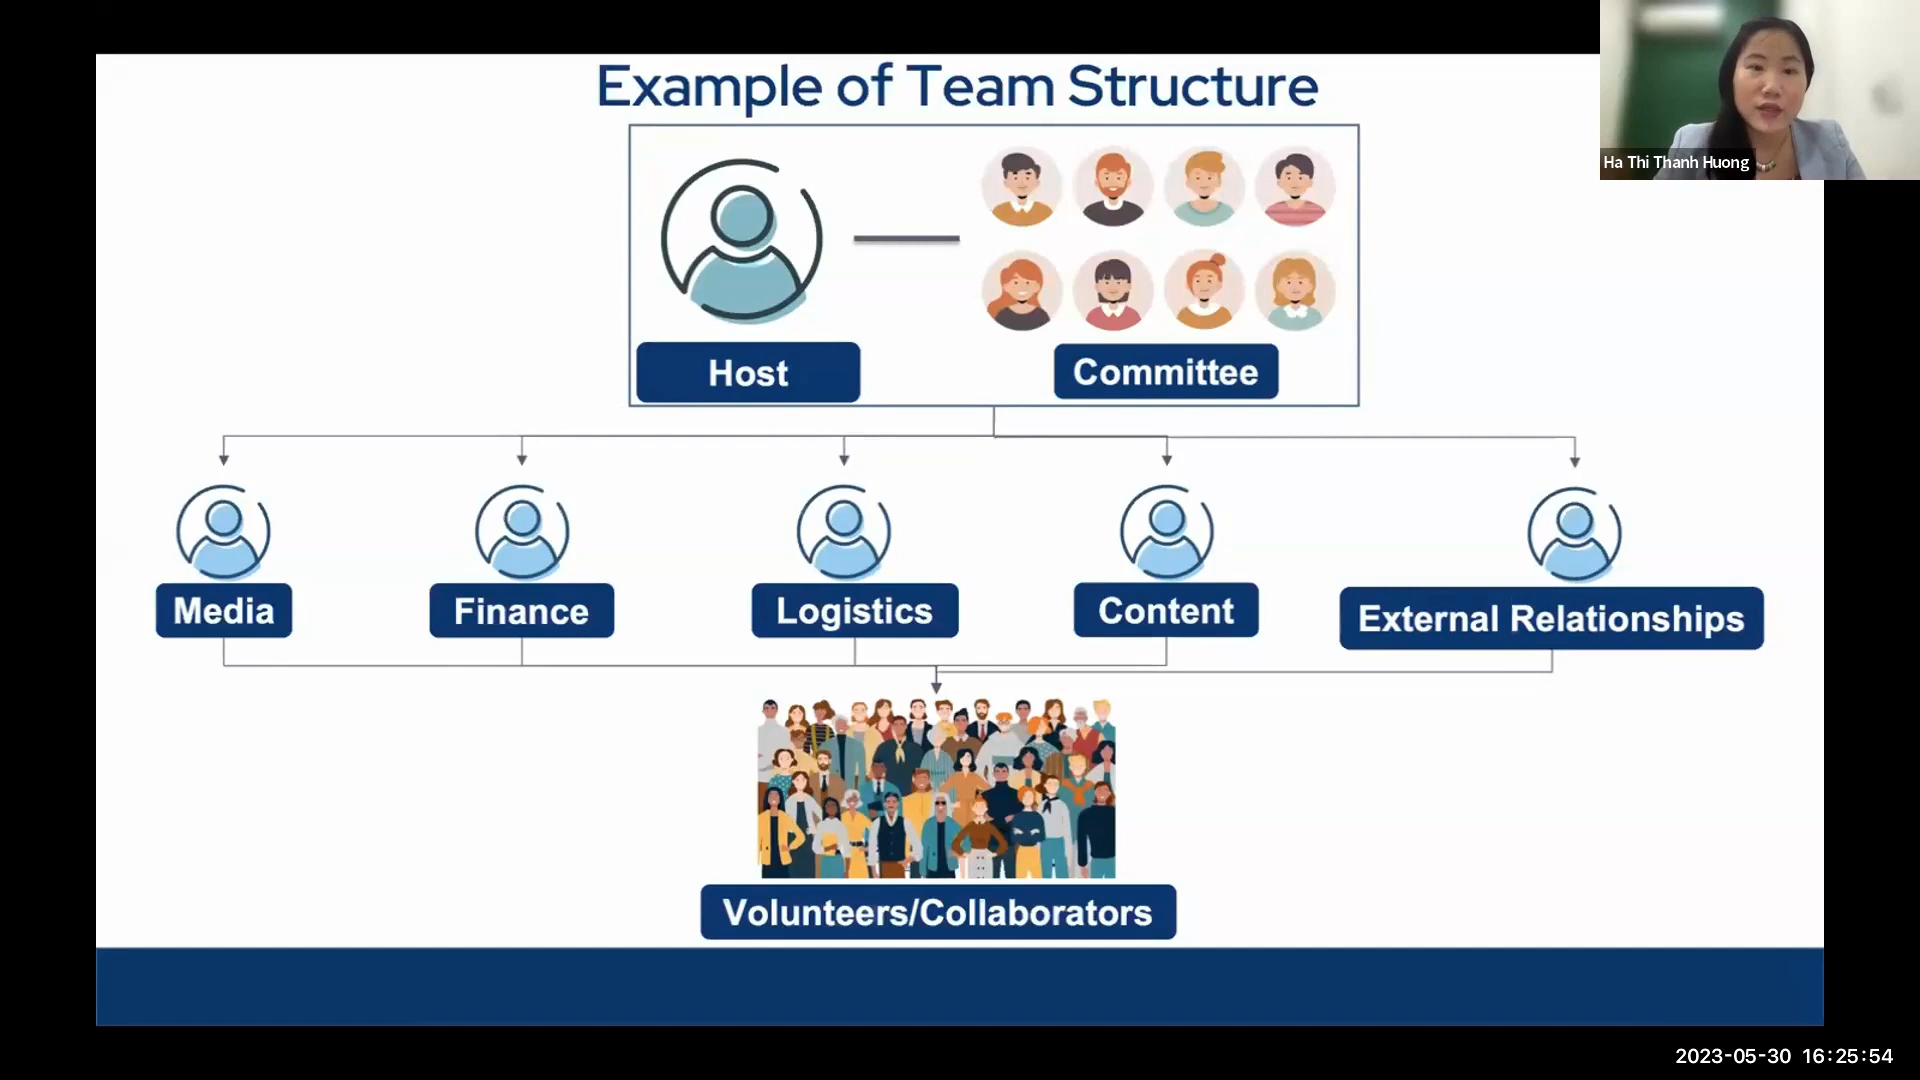 Example of Team Structure
Ha Thi Thanh Huong
Host
Committee
Media
Finance
Logistics
Content
External Relationships
Volunteers/Collaborators
2023-05-30 16:25:54